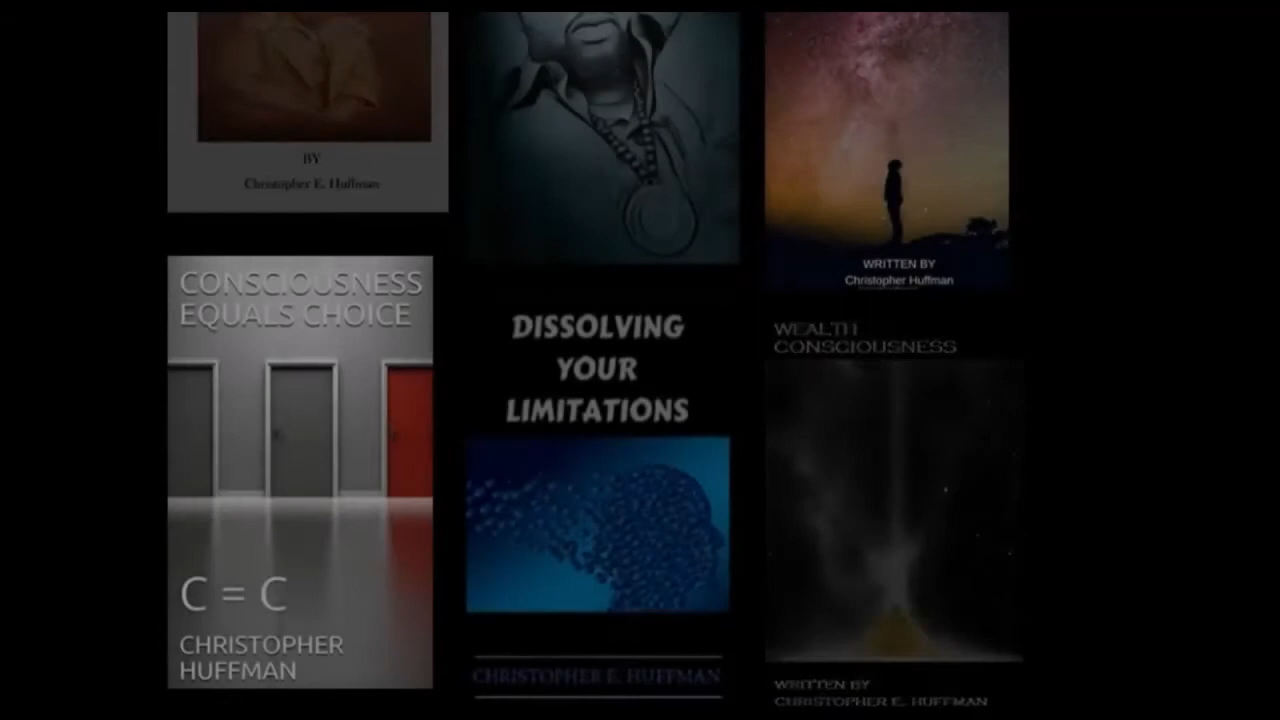 BY
Christopher E. Huffman
WRITTEN BY
Christopher Huffman
CONSCIOUSNESS
EQUALS CHOICE
C = C
CHRISTOPHER
HUFFMAN
DISSOLVING
YOUR
LIMITATIONS
CHRISTOPHER E. HUFFMAN
WEALTH
CONSCIOUSNESS
WRITTEN BY
CHRISTOPHER E. HUFFMAN